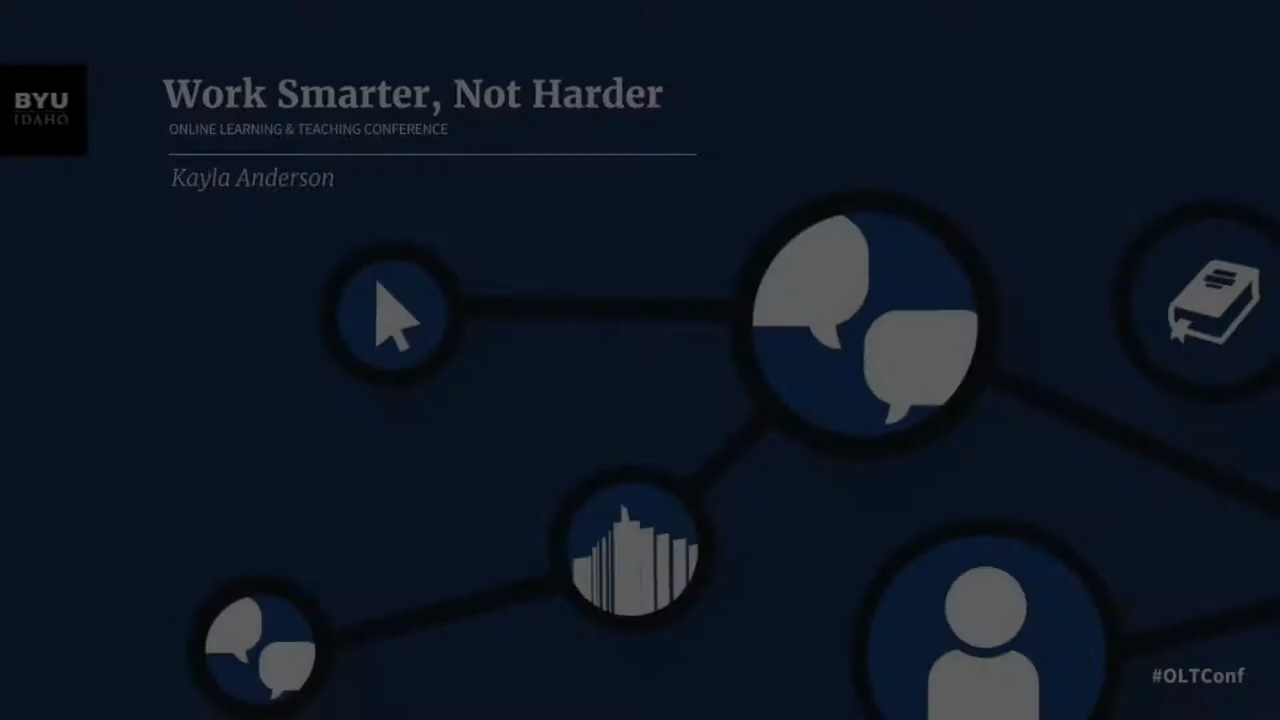 BYU
IDAHO
Work Smarter, Not Harder
ONLINE LEARNING & TEACHING CONFERENCE
Kayla Anderson
#OLTConf